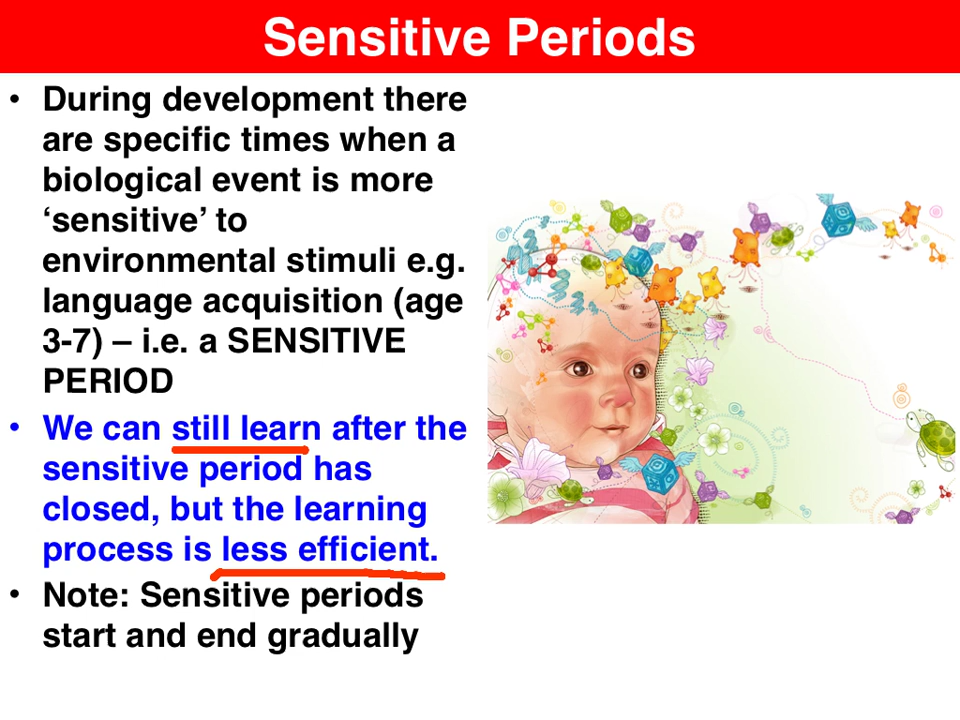 Sensitive Periods
• During development there
are specific times when a
biological event is more
‘sensitive’ to
environmental stimuli e.g.
language acquisition (age
3-7) – i.e. a SENSITIVE
PERIOD
• We can still learn after the
sensitive period has
closed, but the learning
process is less efficient.
• Note: Sensitive periods
start and end gradually